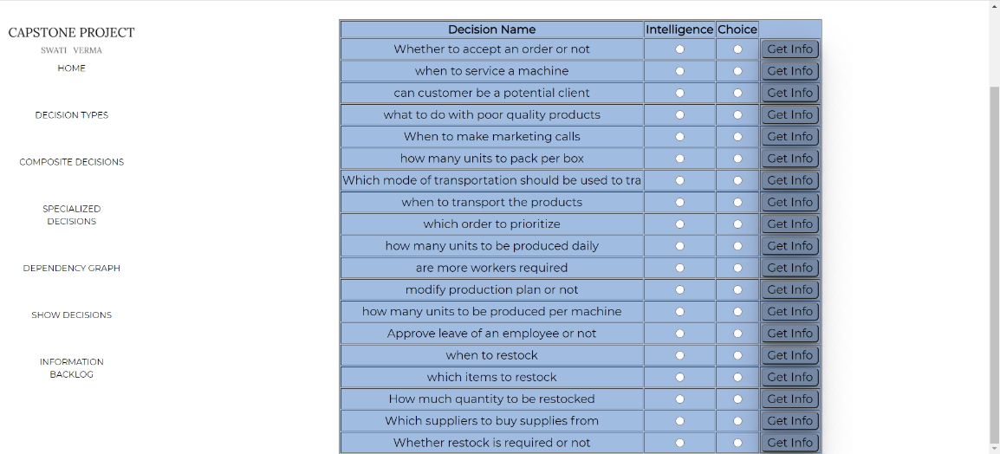 CAPSTONE PROJECT
SWATI VERMA
HOME
DECISION TYPES
COMPOSITE DECISIONS
SPECIALIZED
DECISIONS
DEPENDENCY GRAPH
SHOW DECISIONS
INFORMATION
BACKLOG
Decision Name Intelligence Choice
Whether to accept an order or not Get Info
when to service a machine Get Info
can customer be a potential client Get Info
what to do with poor quality products Get Info
When to make marketing calls Get Info
how many units to pack per box Get Info
Which mode of transportation should be used to tra Get Info
when to transport the products Get Info
which order to prioritize Get Info
how many units to be produced daily Get Info
are more workers required Get Info
modify production plan or not Get Info
how many units to be produced per machine Get Info
Approve leave of an employee or not Get Info
when to restock Get Info
which items to restock Get Info
How much quantity to be restocked Get Info
Which suppliers to buy supplies from Get Info
Whether restock is required or not Get Info